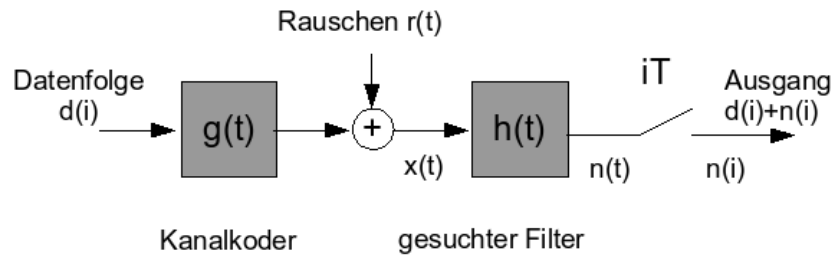 Rauschen r(t)
Datenfolge
d(i)
g(t)
+
x(t)
h(t)
n(t)
iT
n(i)
Ausgang
d(i)+n(i)
Kanalkoder
gesuchter Filter